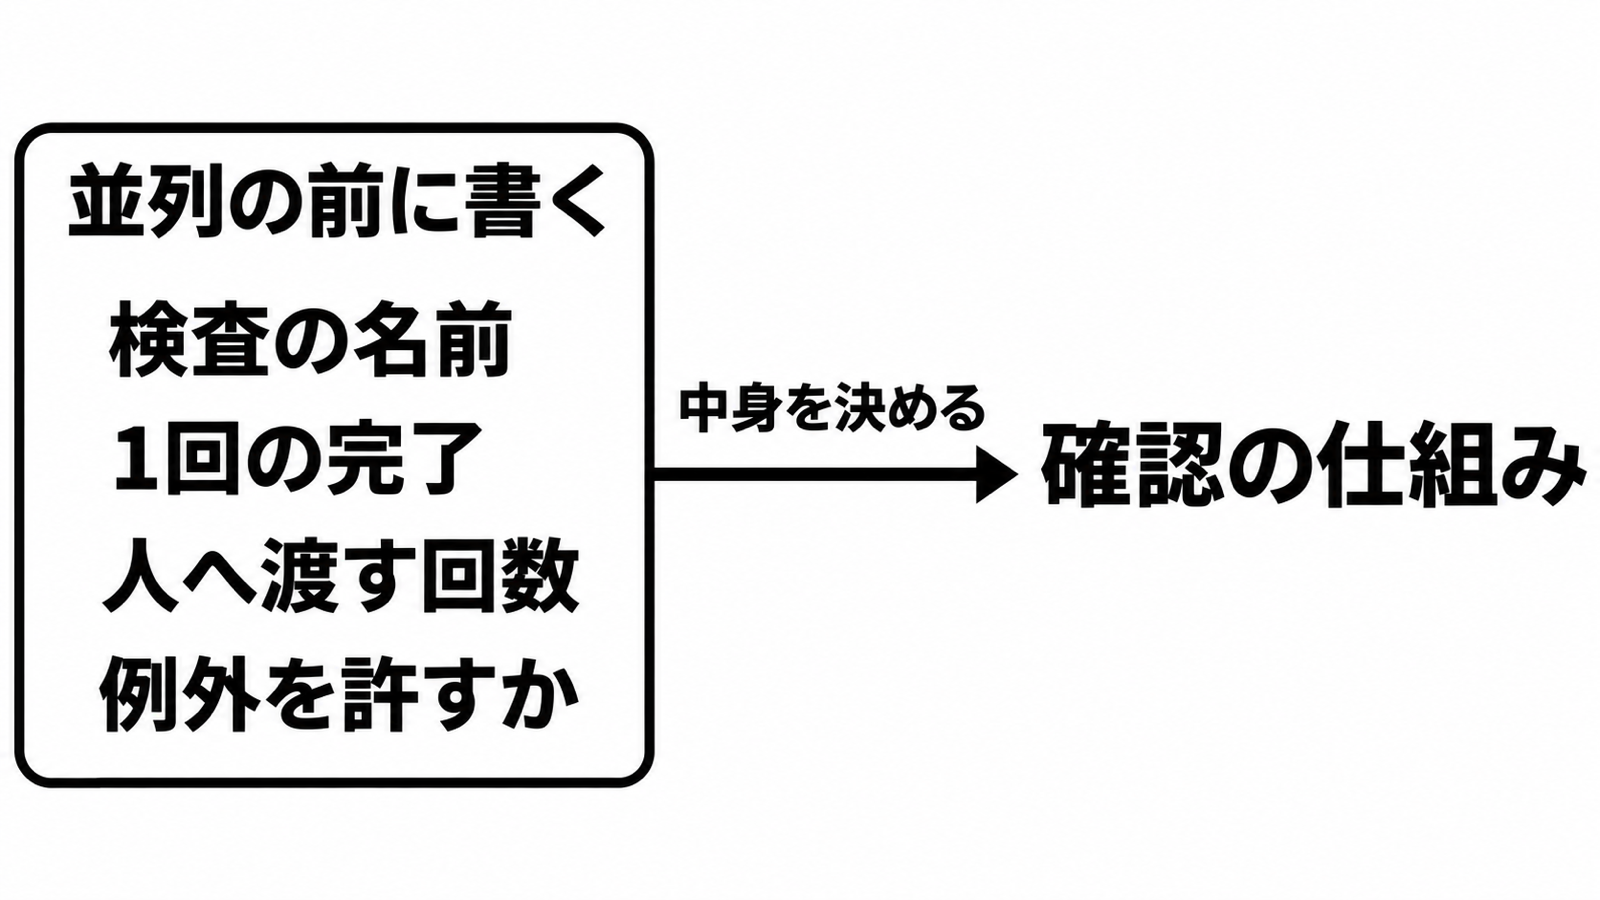 並列の前に書く
検査の名前
1回の完了
人へ渡す回数
例外を許すか
中身を決める
確認の仕組み